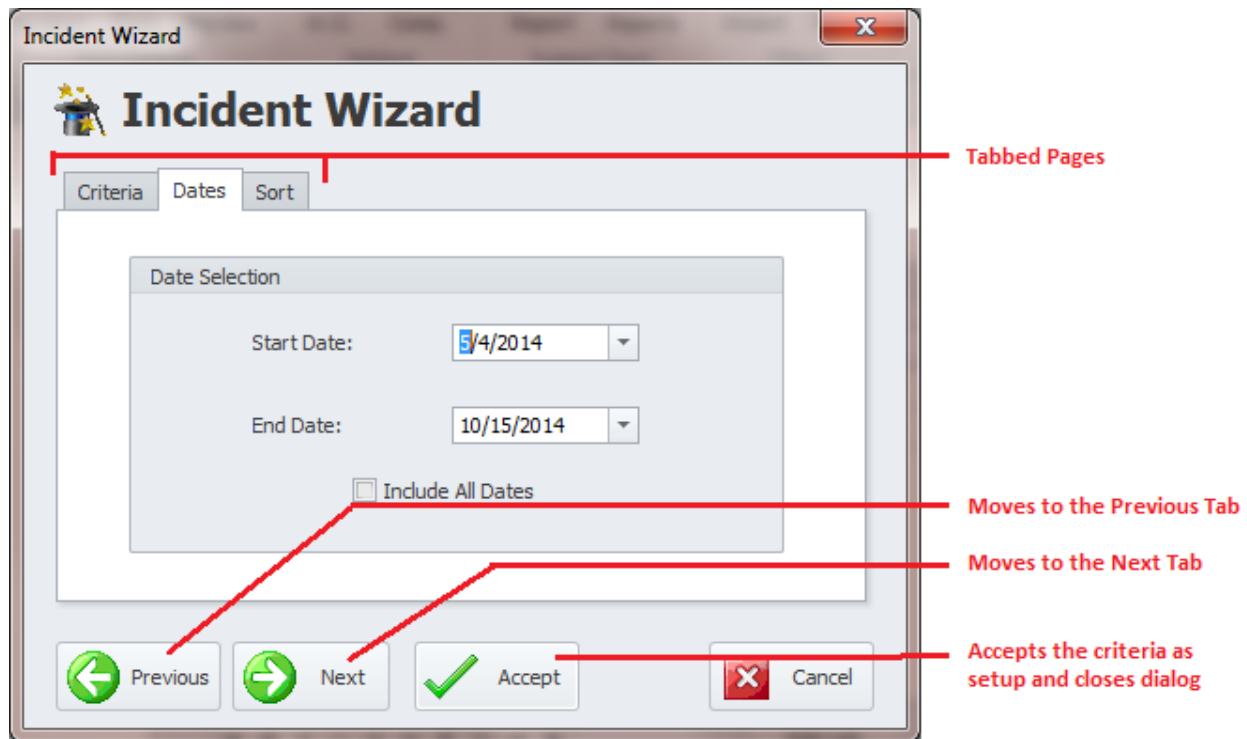 Incident Wizard
Incident Wizard
Tabbed Pages
Criteria Dates Sort
Date Selection
Start Date: 5/4/2014
End Date: 10/15/2014
Include All Dates
Moves to the Previous Tab
Moves to the Next Tab
Previous Next Accept Cancel
Accepts the criteria as
setup and closes dialog